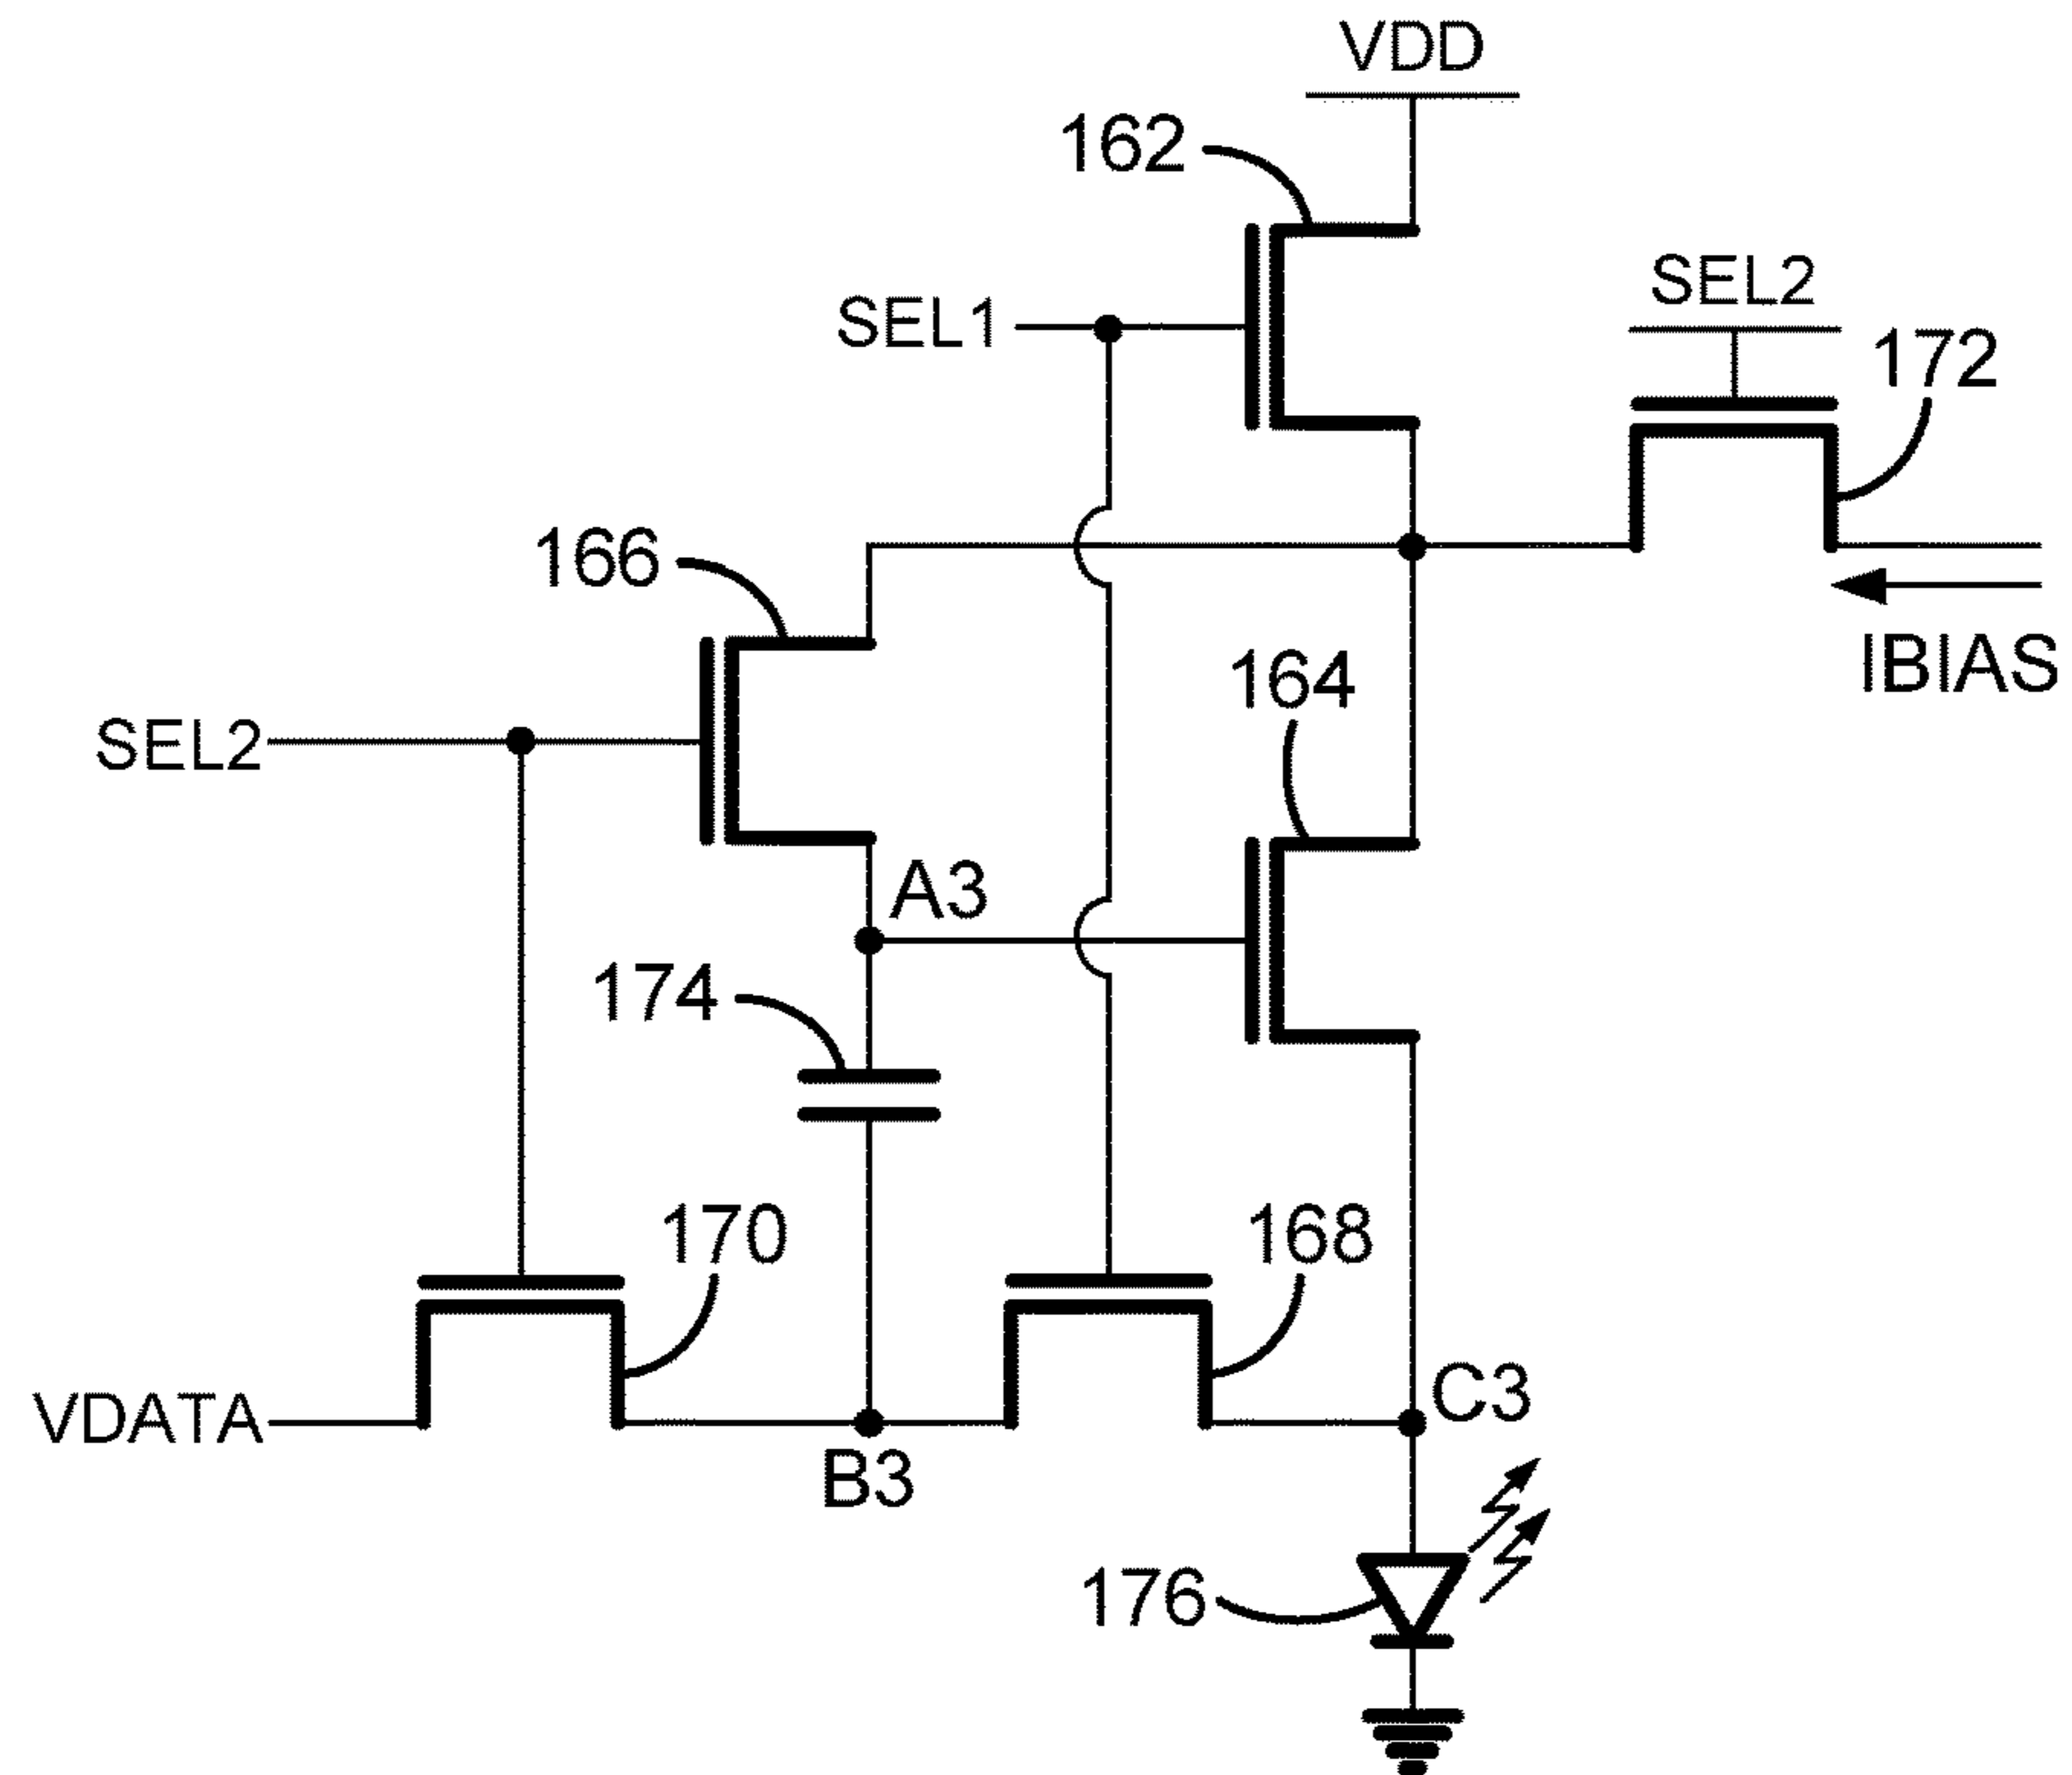 VDD
162
SEL2
SEL1
172
166
IBIAS
164
SEL2
A3
174
170
168
C3
VDATA
B3
176